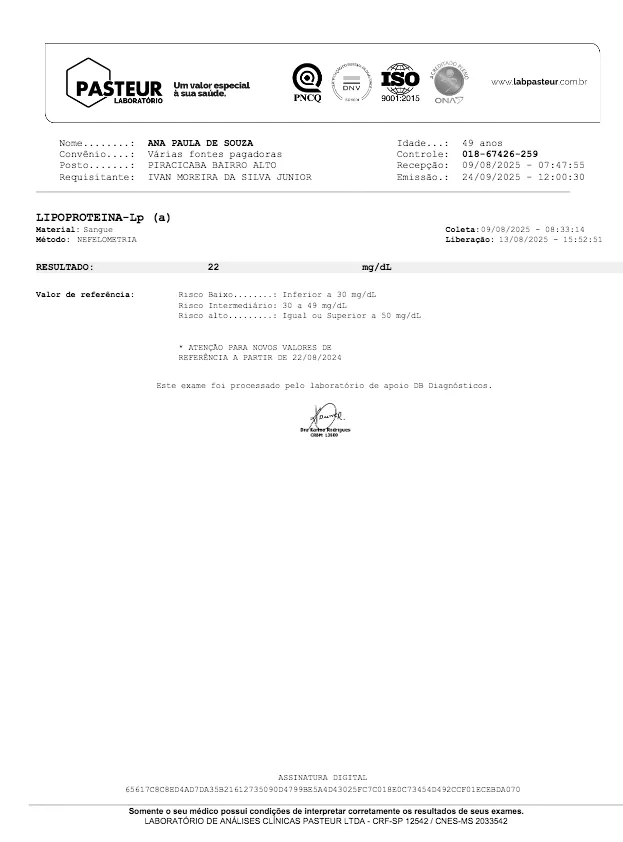 PASTEUR
LABORATÓRIO
Um valor especial
à sua saúde.
PNCQ
DNV
ISO
9001:2015
ACREDITADO PLENO
ONA
www.labpasteur.com.br
Nome........: ANA PAULA DE SOUZA Idade...: 49 anos
Convênio....: Várias fontes pagadoras Controle: 018-67426-259
Posto.......: PIRACICABA BAIRRO ALTO Recepção: 09/08/2025 - 07:47:55
Requisitante: IVAN MOREIRA DA SILVA JUNIOR Emissão.: 24/09/2025 - 12:00:30
LIPOPROTEINA-Lp (a)
Material: Sangue Coleta: 09/08/2025 - 08:33:14
Método: NEFELOMETRIA Liberação: 13/08/2025 - 15:52:51
RESULTADO: 22 mg/dL
Valor de referência: Risco Baixo........: Inferior a 30 mg/dL
Risco Intermediário: 30 a 49 mg/dL
Risco alto.........: Igual ou Superior a 50 mg/dL
* ATENÇÃO PARA NOVOS VALORES DE
REFERÊNCIA A PARTIR DE 22/08/2024
Este exame foi processado pelo laboratório de apoio DB Diagnósticos.
Dra Karina Rodrigues
CRBM: 13800
ASSINATURA DIGITAL
65617C8C8ED4AD7DA35B21612735090D4799BE5A4D43025FC7C018E0C73454D492CCF01ECEBDA070
Somente o seu médico possui condições de interpretar corretamente os resultados de seus exames.
LABORATÓRIO DE ANÁLISES CLÍNICAS PASTEUR LTDA - CRF-SP 12542 / CNES-MS 2033542